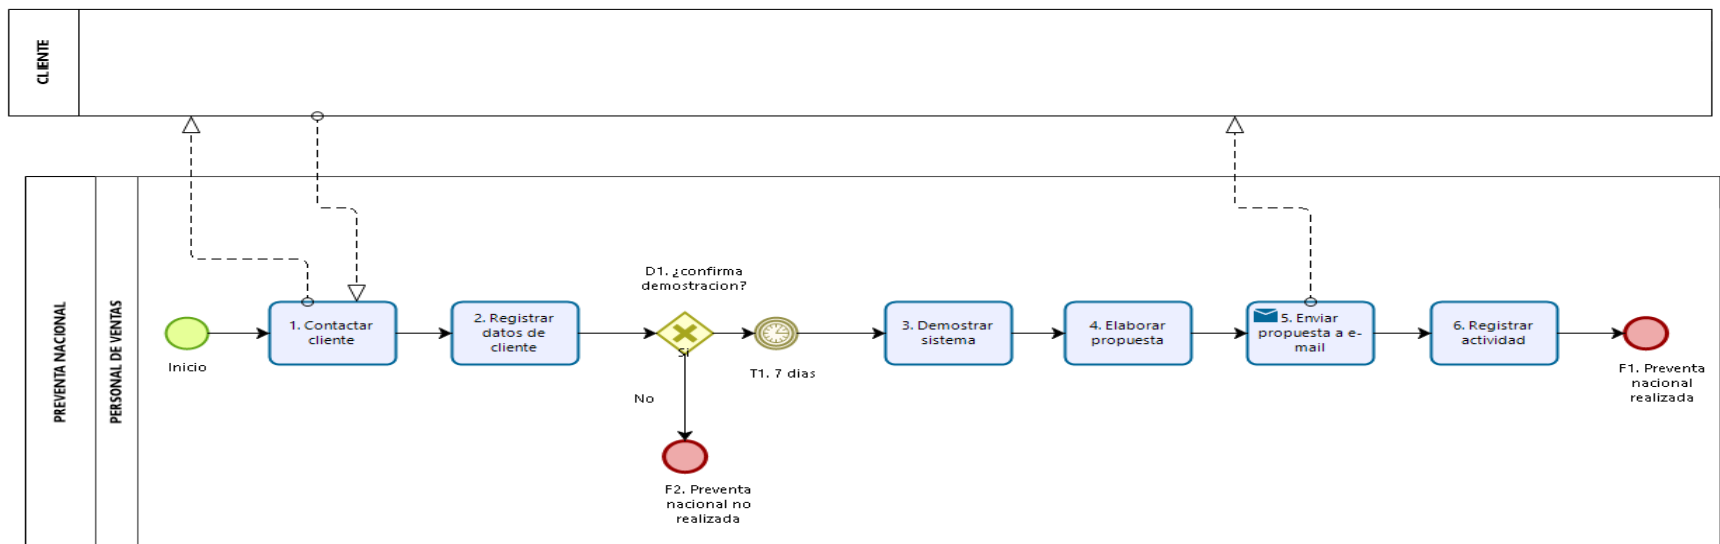 CLIENTE
PREVENTA NACIONAL
PERSONAL DE VENTAS
Inicio
1. Contactar
cliente
2. Registrar
datos de
cliente
D1. ¿confirma
demostracion?
Si
No
F2. Preventa
nacional no
realizada
T1. 7 dias
3. Demostrar
sistema
4. Elaborar
propuesta
5. Enviar
propuesta a e-
mail
6. Registrar
actividad
F1. Preventa
nacional
realizada